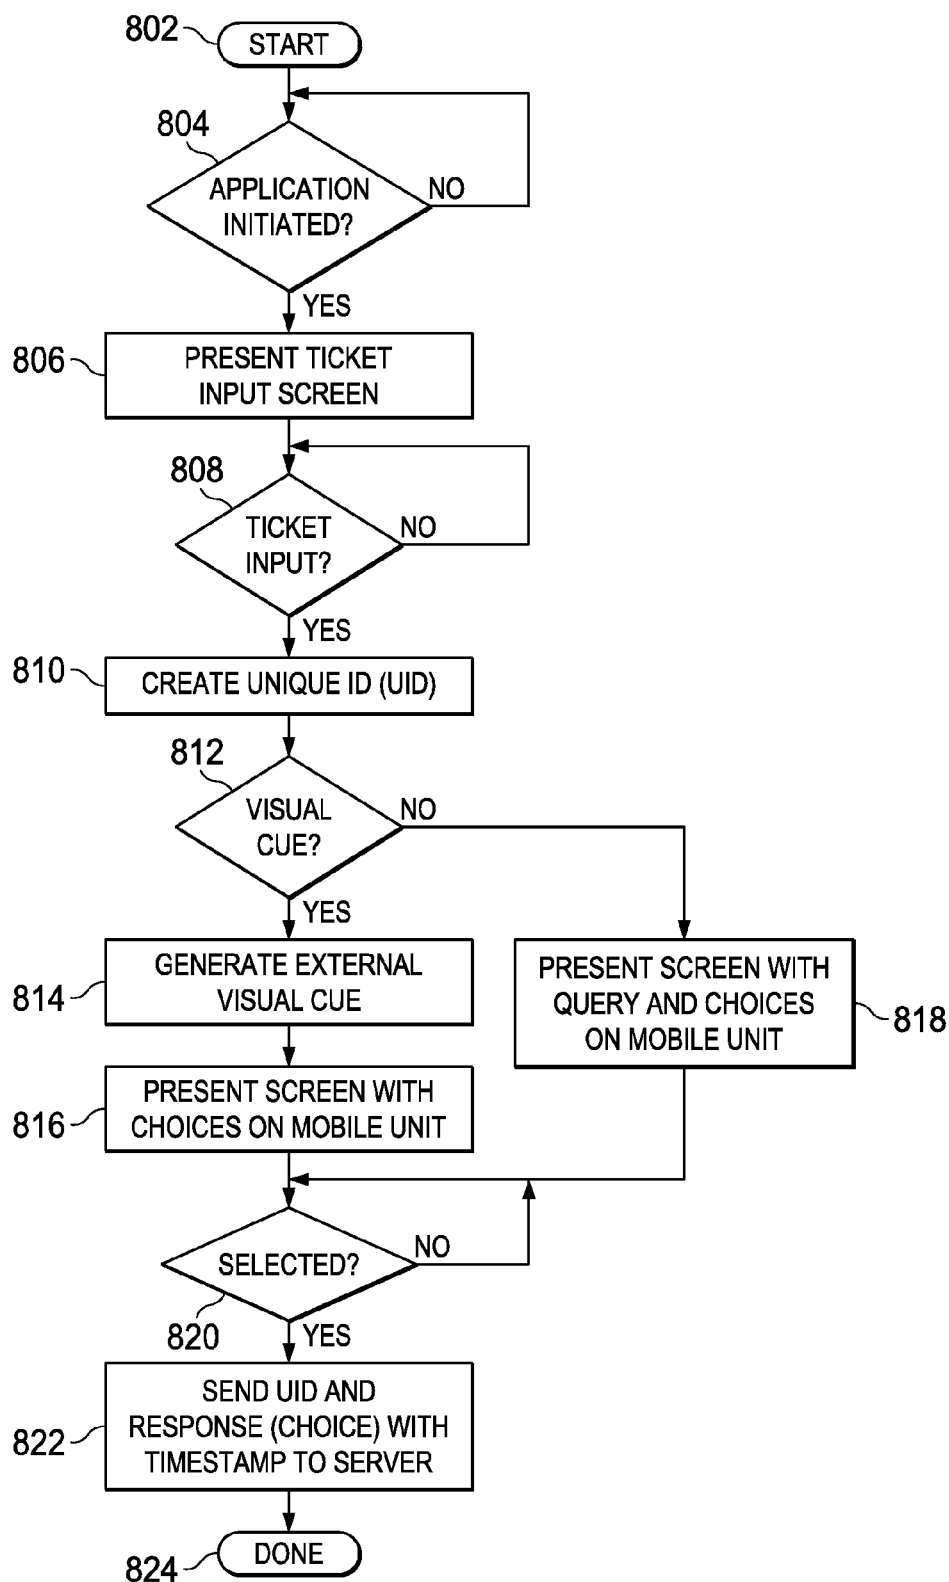 802
START
804
APPLICATION
INITIATED?
NO
YES
806
PRESENT TICKET
INPUT SCREEN
808
TICKET
INPUT?
NO
YES
810
CREATE UNIQUE ID (UID)
812
VISUAL
CUE?
NO
YES
814
GENERATE EXTERNAL
VISUAL CUE
PRESENT SCREEN WITH
QUERY AND CHOICES
ON MOBILE UNIT
818
816
PRESENT SCREEN WITH
CHOICES ON MOBILE UNIT
SELECTED?
NO
820
YES
822
SEND UID AND
RESPONSE (CHOICE) WITH
TIMESTAMP TO SERVER
824
DONE